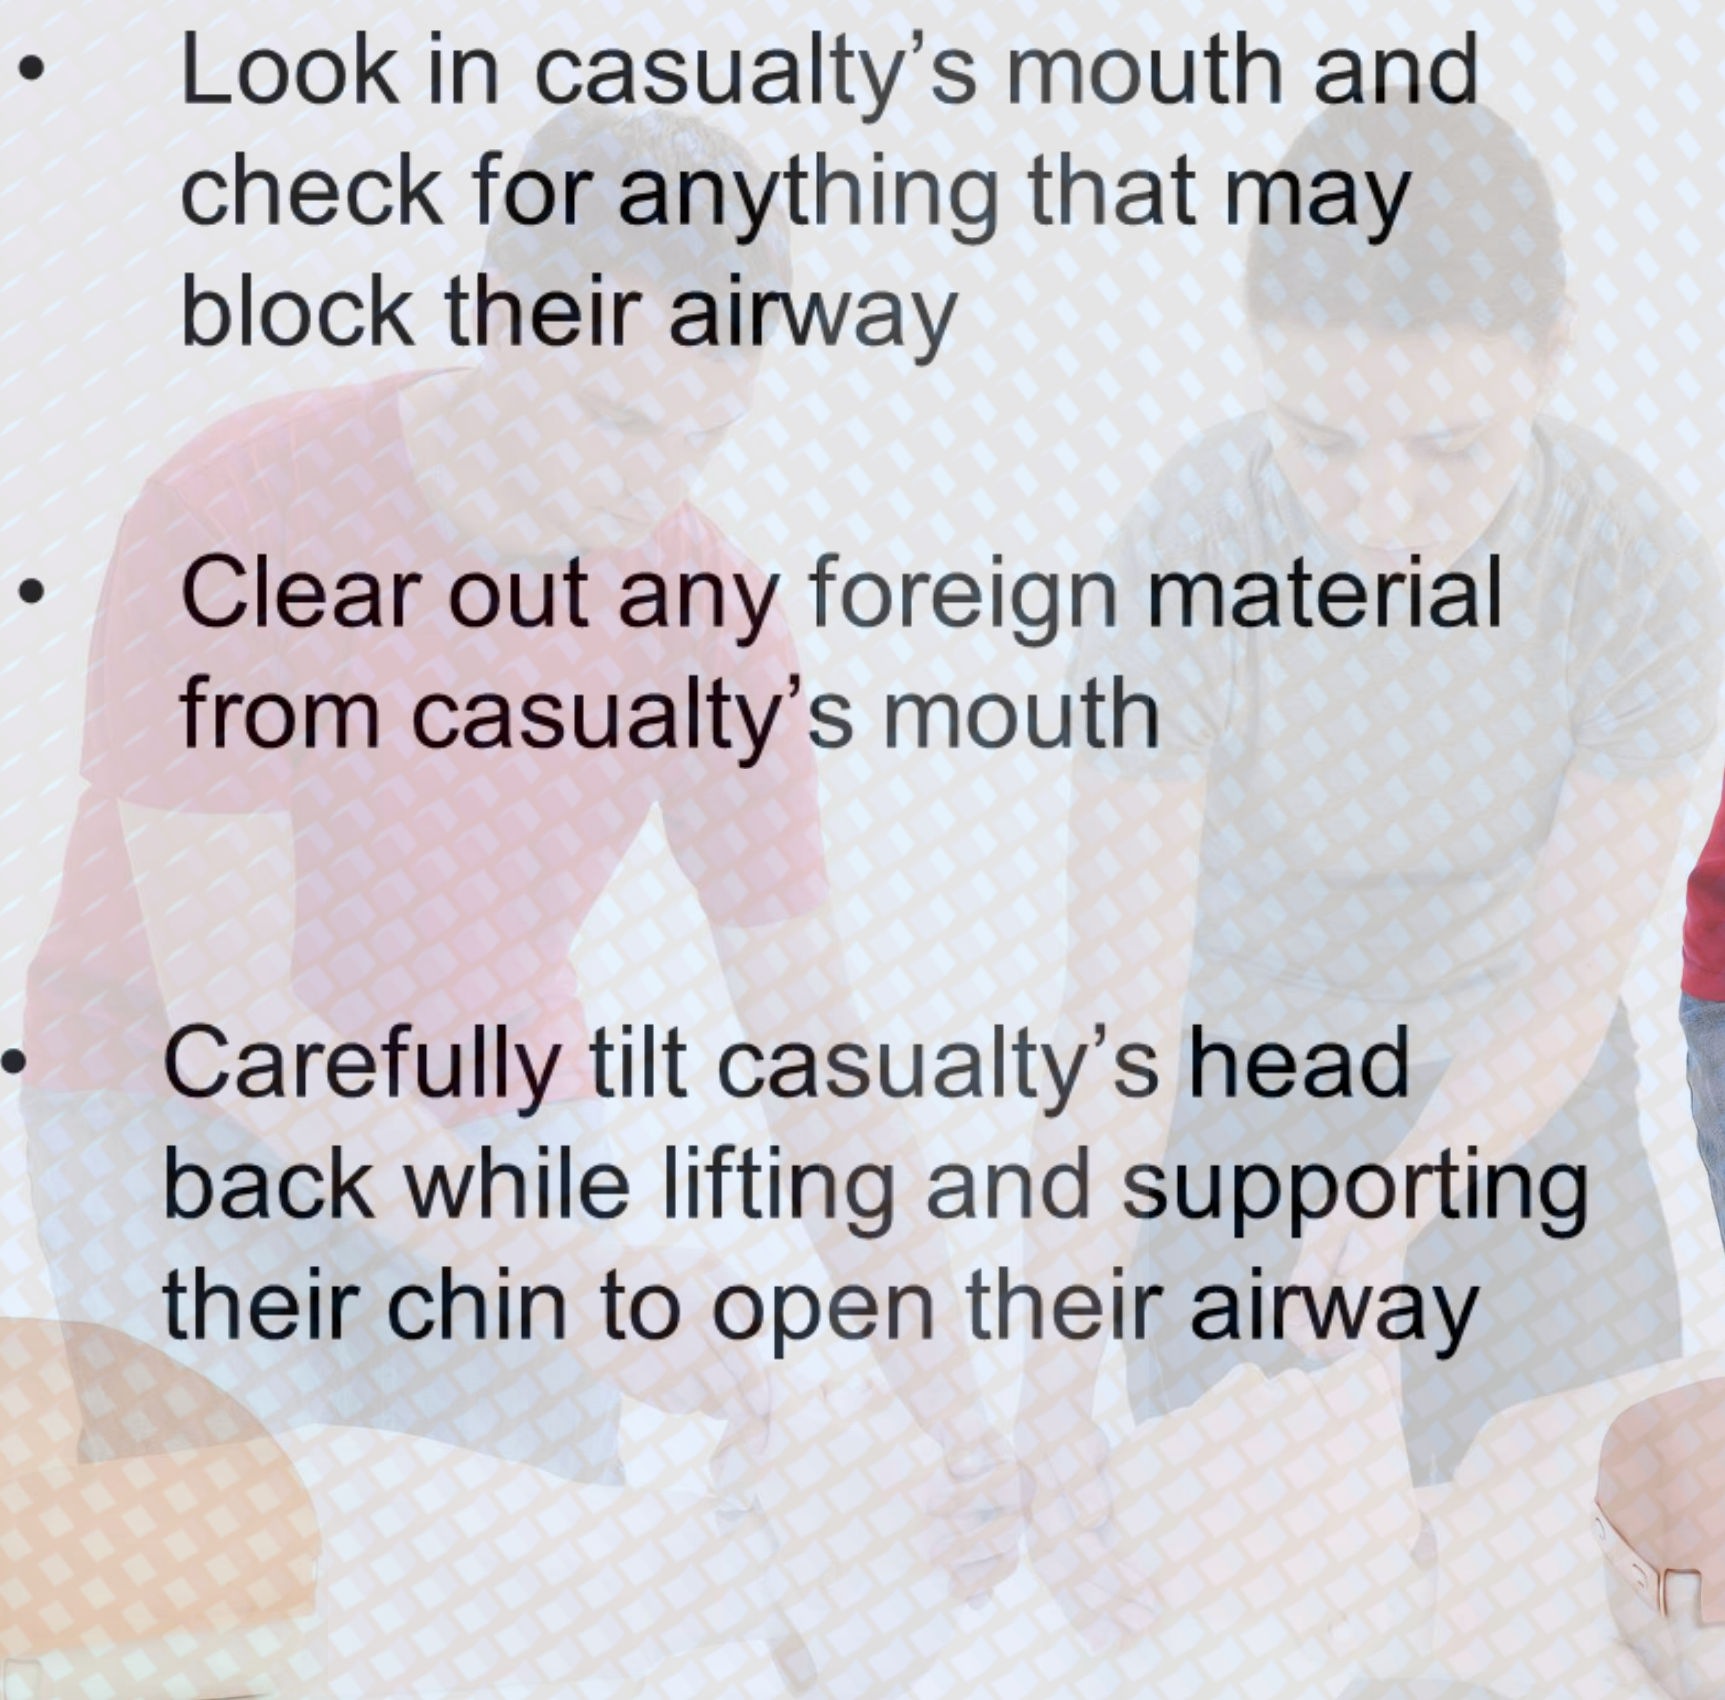 • Look in casualty’s mouth and
check for anything that may
block their airway
• Clear out any foreign material
from casualty’s mouth
• Carefully tilt casualty’s head
back while lifting and supporting
their chin to open their airway